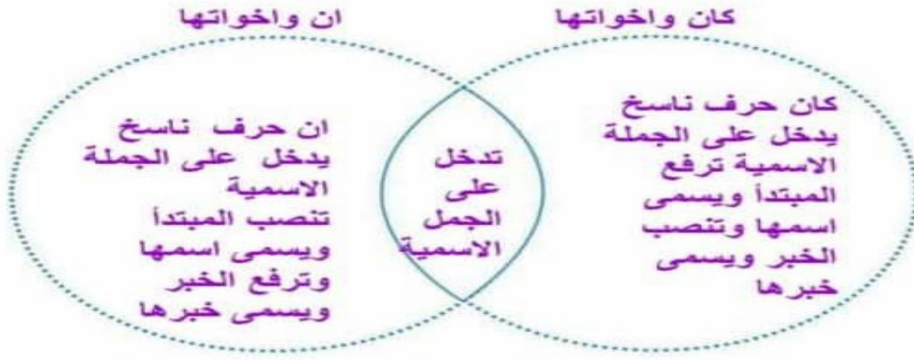 كان واخواتها
ان واخواتها
كان حرف ناسخ
يدخل على الجملة
الاسمية ترفع
المبتدأ ويسمى
اسمها وتنصب
الخبر ويسمى
خبرها
تدخل
على
الجمل
الاسمية
ان حرف ناسخ
يدخل على الجملة
الاسمية
تنصب المبتدأ
ويسمى اسمها
وترفع الخبر
ويسمى خبرها